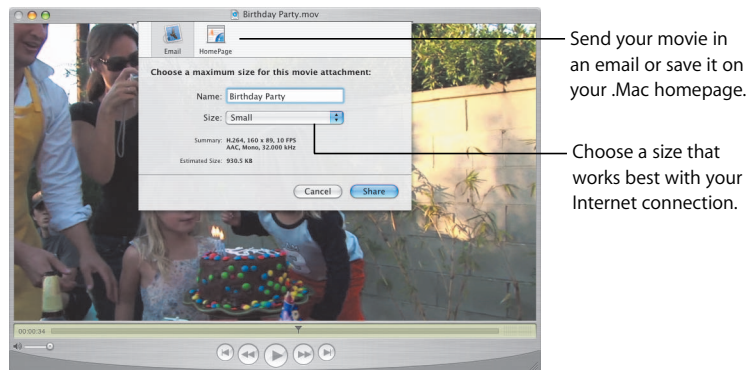 Birthday Party.mov
Email HomePage
Choose a maximum size for this movie attachment:
Name: Birthday Party
Size: Small
Summary: H.264, 160 x 89, 10 FPS
AAC, Mono, 32.000 kHz
Estimated Size: 930.5 KB
Cancel Share
00:00:34
Send your movie in
an email or save it on
your .Mac homepage.
Choose a size that
works best with your
Internet connection.